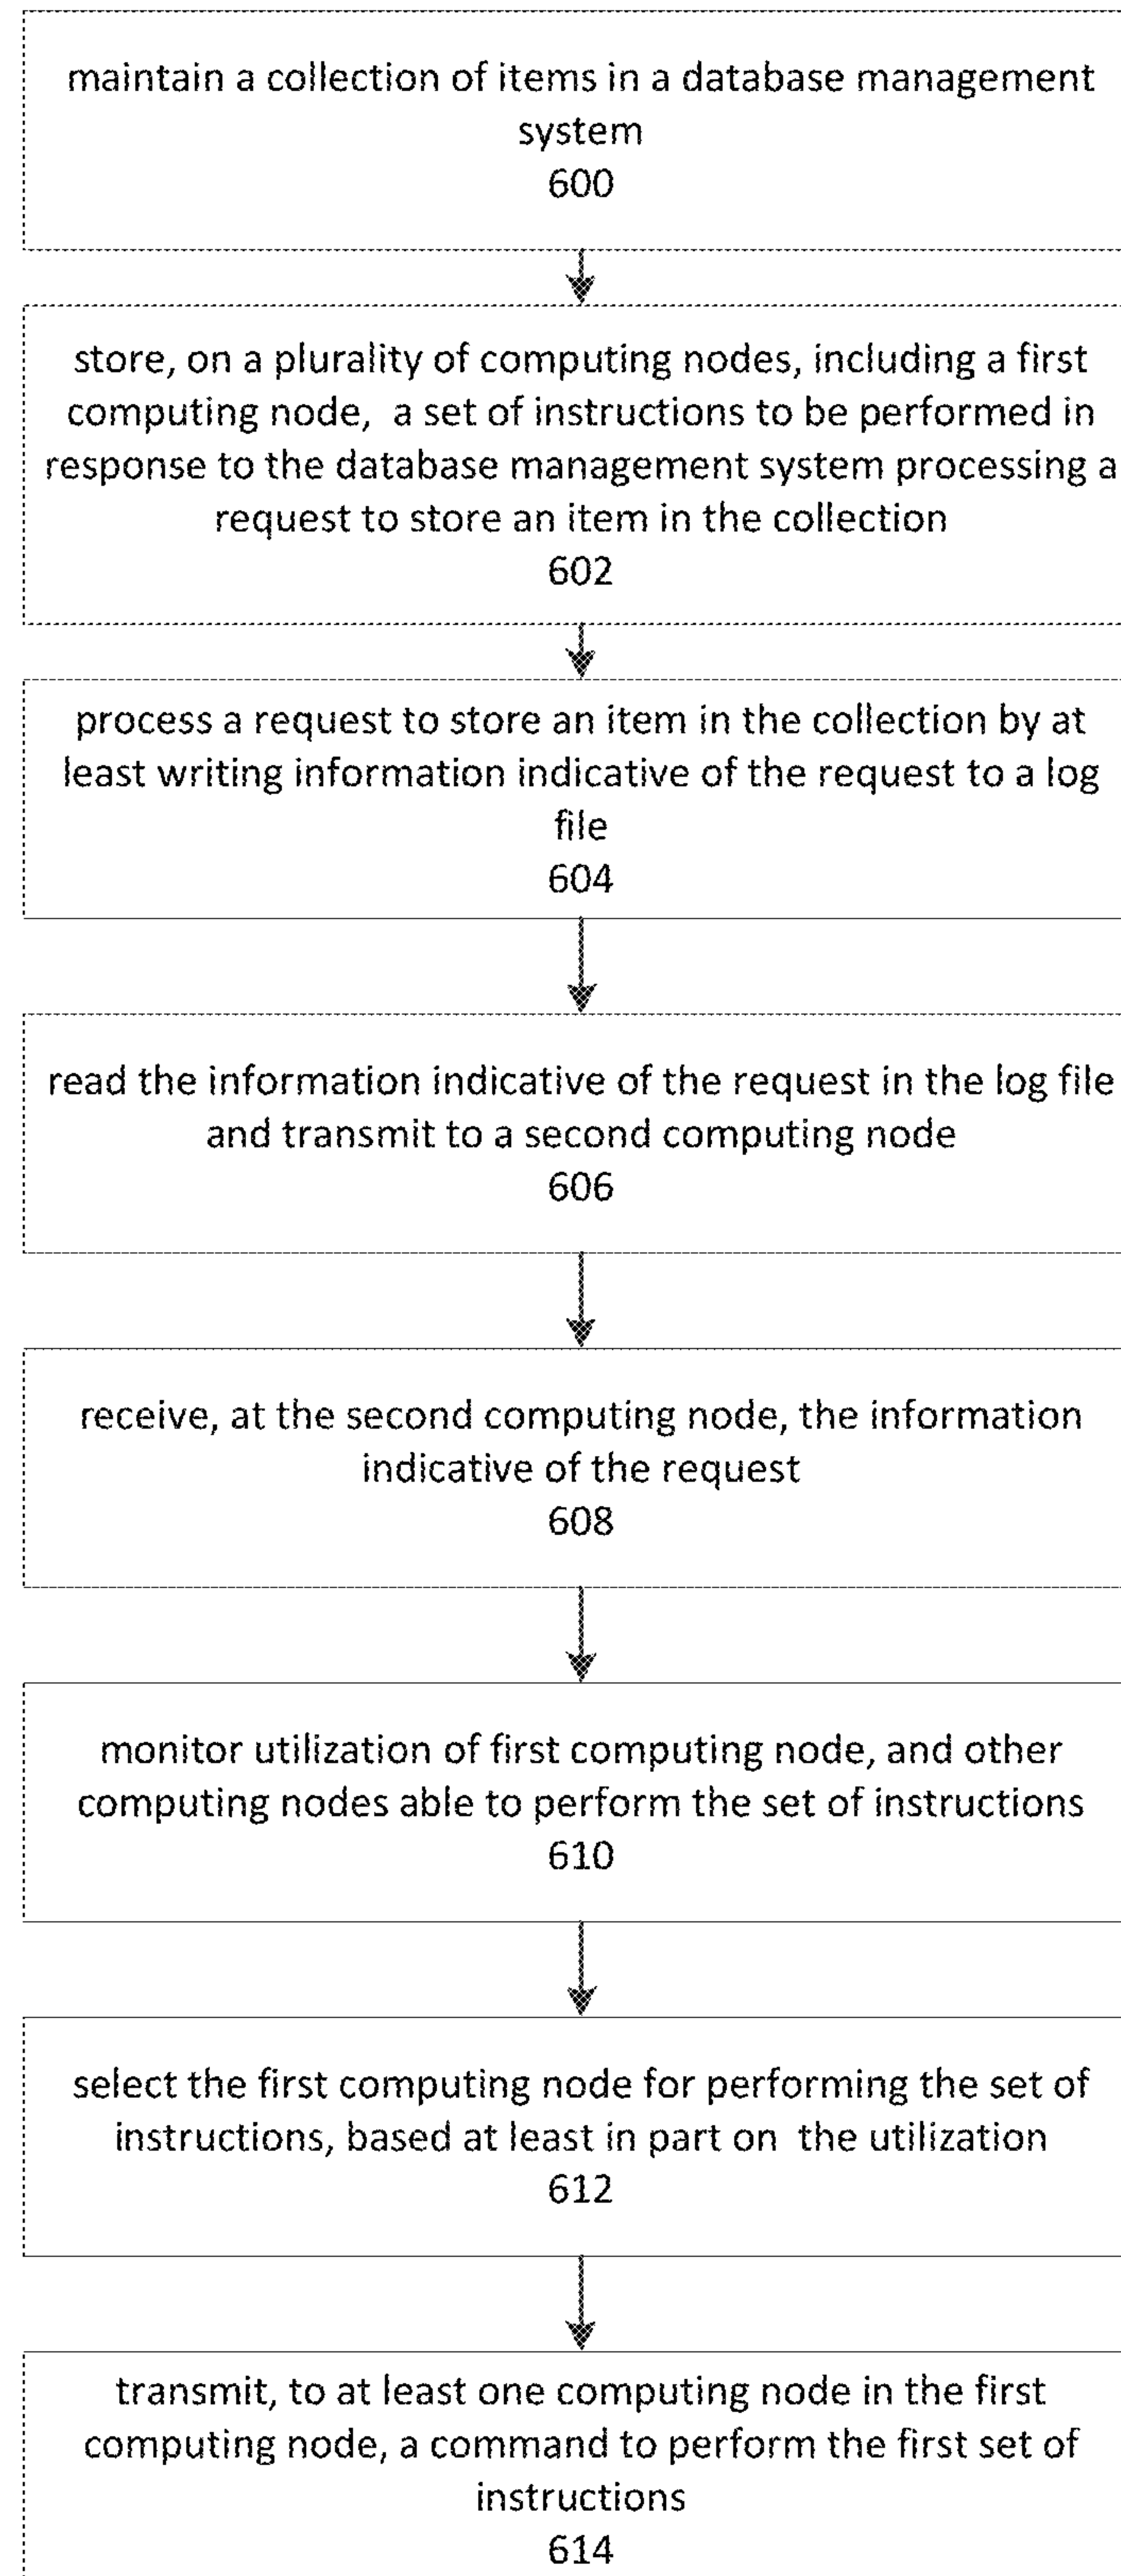 maintain a collection of items in a database management
system
600
store, on a plurality of computing nodes, including a first
computing node, a set of instructions to be performed in
response to the database management system processing a
request to store an item in the collection
602
process a request to store an item in the collection by at
least writing information indicative of the request to a log
file
604
read the information indicative of the request in the log file
and transmit to a second computing node
606
receive, at the second computing node, the information
indicative of the request
608
monitor utilization of first computing node, and other
computing nodes able to perform the set of instructions
610
select the first computing node for performing the set of
instructions, based at least in part on the utilization
612
transmit, to at least one computing node in the first
computing node, a command to perform the first set of
instructions
614